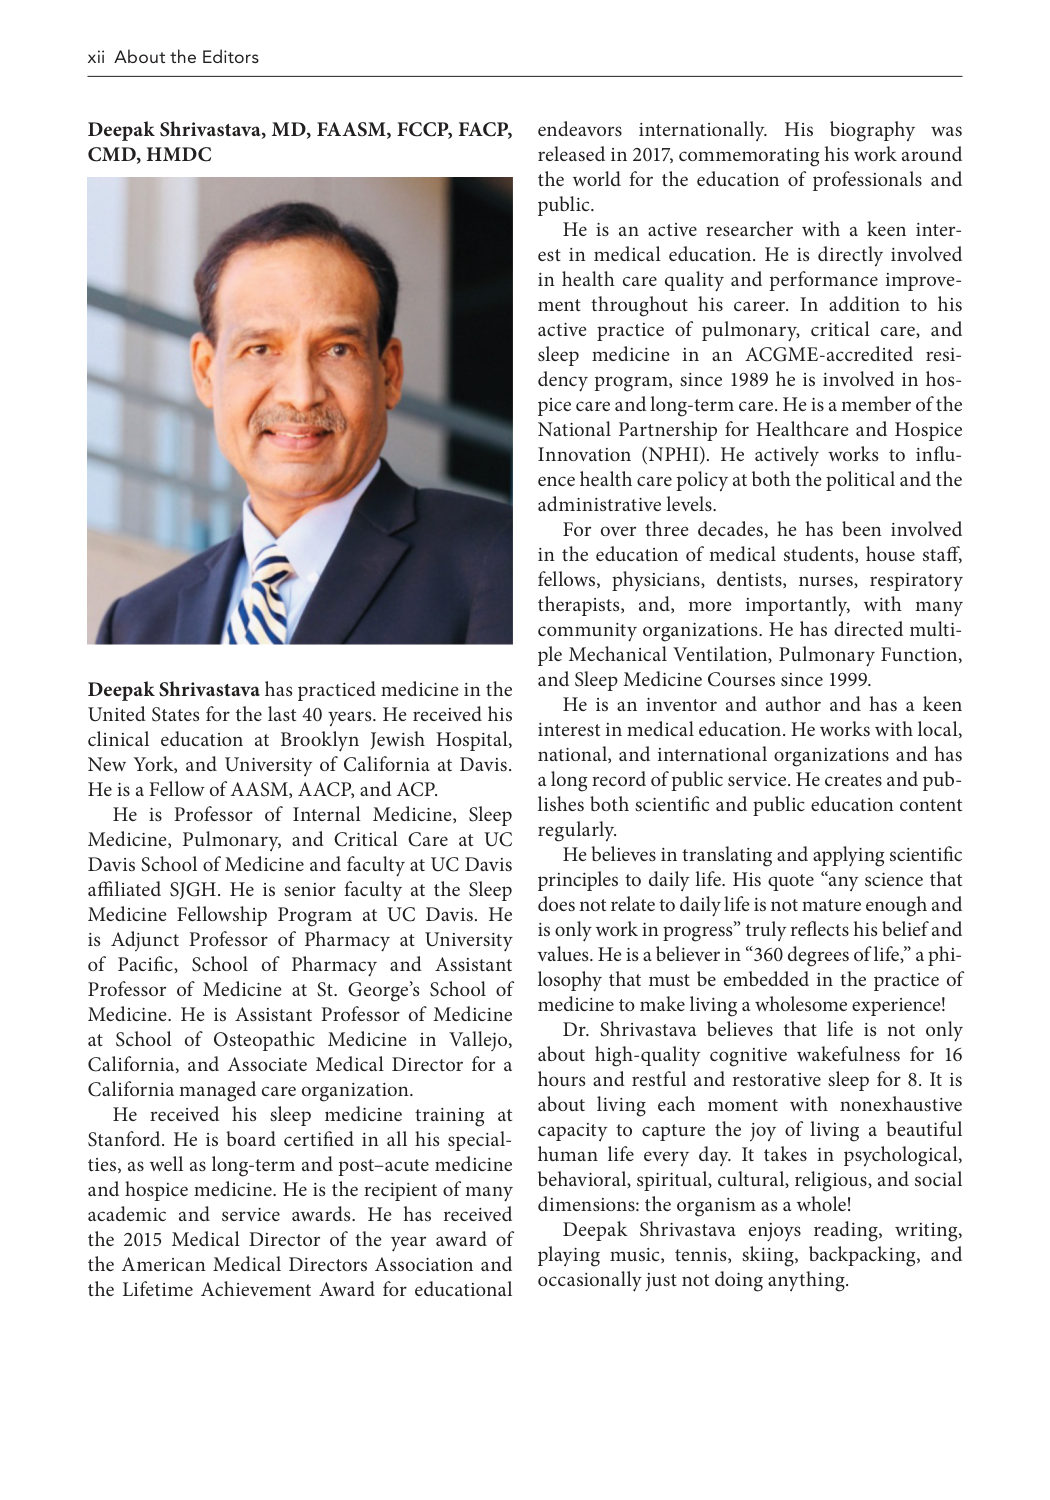 xii About the Editors
Deepak Shrivastava, MD, FAASM, FCCP, FACP,
CMD, HMDC
Deepak Shrivastava has practiced medicine in the
United States for the last 40 years. He received his
clinical education at Brooklyn Jewish Hospital,
New York, and University of California at Davis.
He is a Fellow of AASM, AACP, and ACP.
He is Professor of Internal Medicine, Sleep
Medicine, Pulmonary, and Critical Care at UC
Davis School of Medicine and faculty at UC Davis
affiliated SJGH. He is senior faculty at the Sleep
Medicine Fellowship Program at UC Davis. He
is Adjunct Professor of Pharmacy at University
of Pacific, School of Pharmacy and Assistant
Professor of Medicine at St. George’s School of
Medicine. He is Assistant Professor of Medicine
at School of Osteopathic Medicine in Vallejo,
California, and Associate Medical Director for a
California managed care organization.
He received his sleep medicine training at
Stanford. He is board certified in all his special-
ties, as well as long-term and post–acute medicine
and hospice medicine. He is the recipient of many
academic and service awards. He has received
the 2015 Medical Director of the year award of
the American Medical Directors Association and
the Lifetime Achievement Award for educational
endeavors internationally. His biography was
released in 2017, commemorating his work around
the world for the education of professionals and
public.
He is an active researcher with a keen inter-
est in medical education. He is directly involved
in health care quality and performance improve-
ment throughout his career. In addition to his
active practice of pulmonary, critical care, and
sleep medicine in an ACGME-accredited resi-
dency program, since 1989 he is involved in hos-
pice care and long-term care. He is a member of the
National Partnership for Healthcare and Hospice
Innovation (NPHI). He actively works to influ-
ence health care policy at both the political and the
administrative levels.
For over three decades, he has been involved
in the education of medical students, house staff,
fellows, physicians, dentists, nurses, respiratory
therapists, and, more importantly, with many
community organizations. He has directed multi-
ple Mechanical Ventilation, Pulmonary Function,
and Sleep Medicine Courses since 1999.
He is an inventor and author and has a keen
interest in medical education. He works with local,
national, and international organizations and has
a long record of public service. He creates and pub-
lishes both scientific and public education content
regularly.
He believes in translating and applying scientific
principles to daily life. His quote “any science that
does not relate to daily life is not mature enough and
is only work in progress” truly reflects his belief and
values. He is a believer in “360 degrees of life,” a phi-
losophy that must be embedded in the practice of
medicine to make living a wholesome experience!
Dr. Shrivastava believes that life is not only
about high-quality cognitive wakefulness for 16
hours and restful and restorative sleep for 8. It is
about living each moment with nonexhaustive
capacity to capture the joy of living a beautiful
human life every day. It takes in psychological,
behavioral, spiritual, cultural, religious, and social
dimensions: the organism as a whole!
Deepak Shrivastava enjoys reading, writing,
playing music, tennis, skiing, backpacking, and
occasionally just not doing anything.